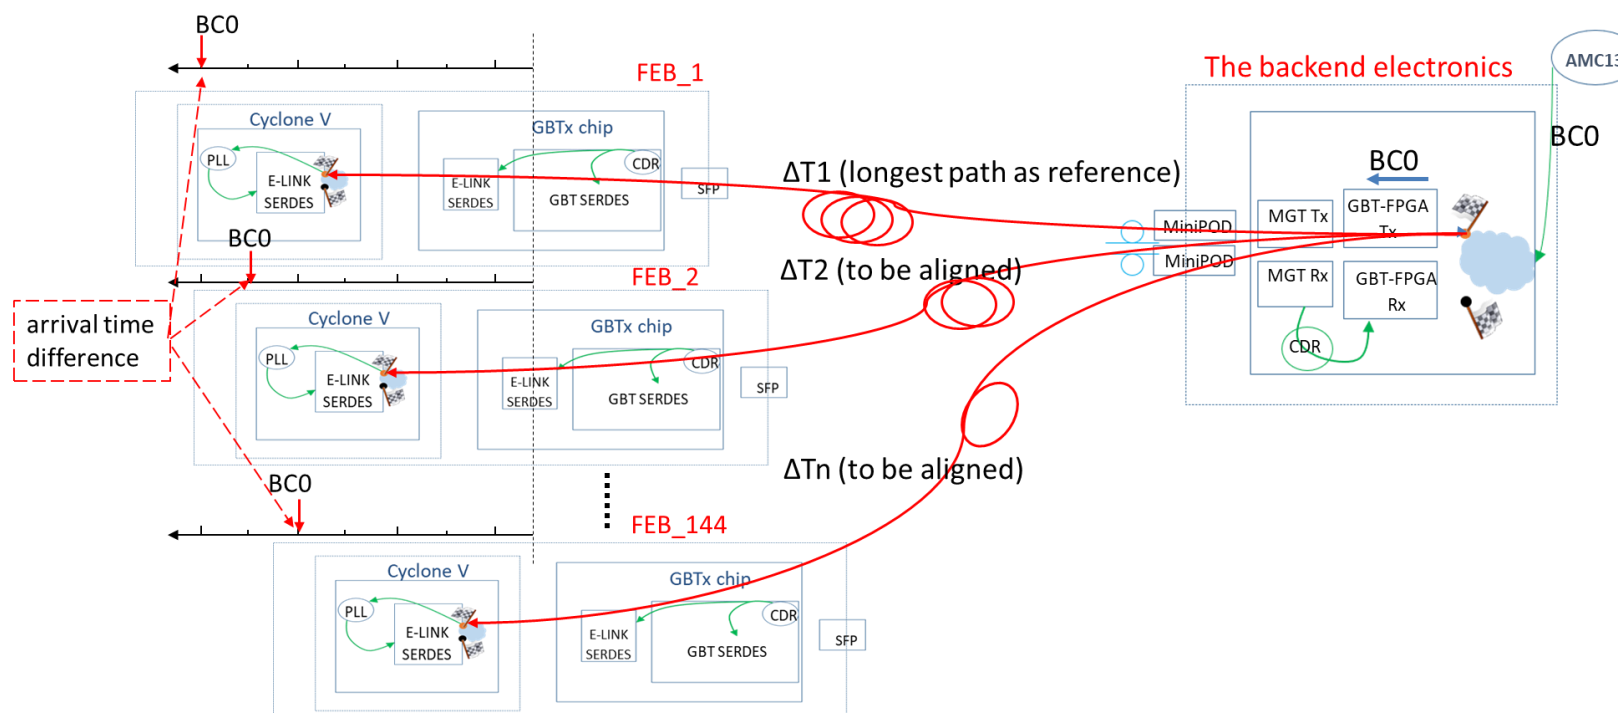 BC0
AMC13
FEB_1
The backend electronics
Cyclone V
GBTx chip
BC0
PLL
E-LINK
SERDES
E-LINK
SERDES
CDR
GBT SERDES
SFP
ΔT1 (longest path as reference)
BC0
MiniPOD
MiniPOD
MGT Tx
GBT-FPGA
Tx
MGT Rx
GBT-FPGA
Rx
CDR
BC0
FEB_2
ΔT2 (to be aligned)
arrival time
difference
Cyclone V
GBTx chip
PLL
E-LINK
SERDES
E-LINK
SERDES
CDR
GBT SERDES
SFP
ΔTn (to be aligned)
BC0
FEB_144
Cyclone V
GBTx chip
PLL
E-LINK
SERDES
E-LINK
SERDES
CDR
GBT SERDES
SFP